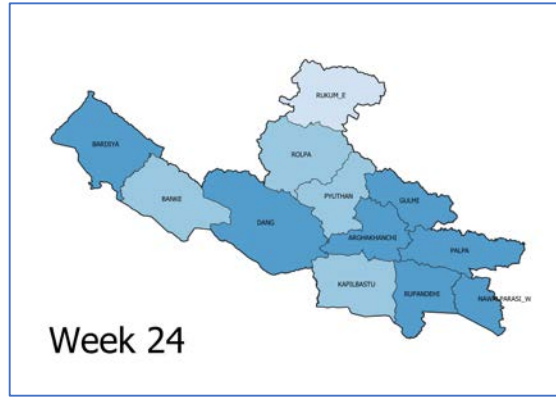 RUKUM_E
BARDIYA
ROLPA
PYUTHAN
BANKE
GULMI
DANG
ARGHAKHANCHI
PALPA
KAPILBASTU
RUPANDEHI
NAWALPARASI_W
Week 24